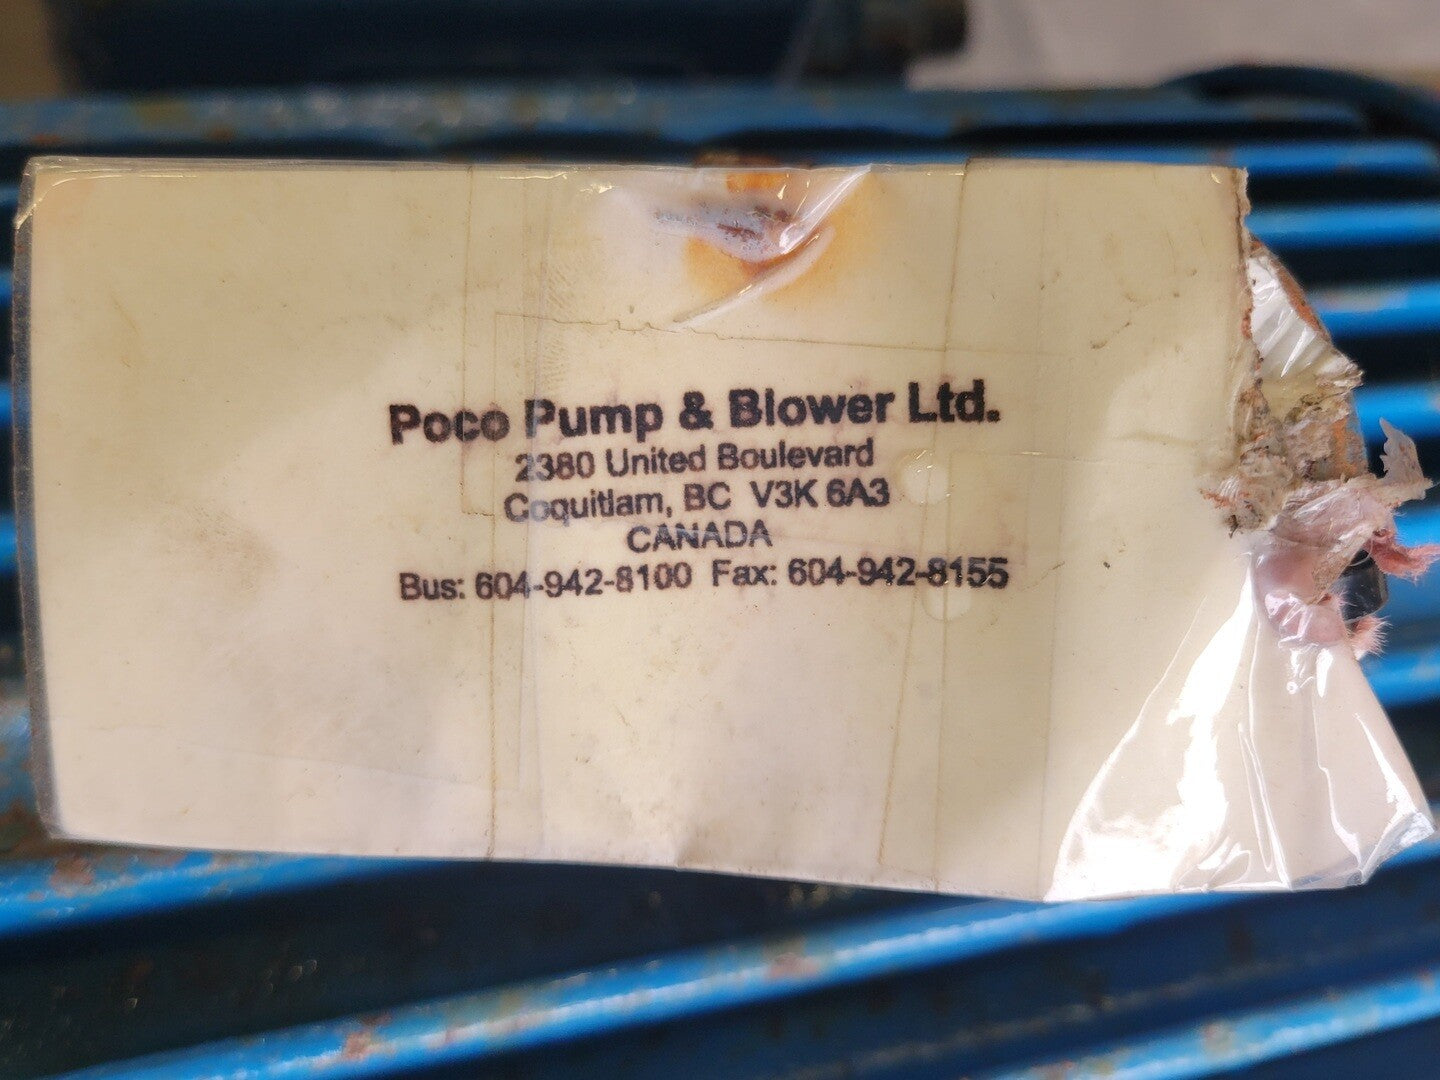 Poco Pump & Blower Ltd.
2380 United Boulevard
Coquitlam, BC V3K 6A3
CANADA
Bus: 604-942-8100 Fax: 604-942-8155